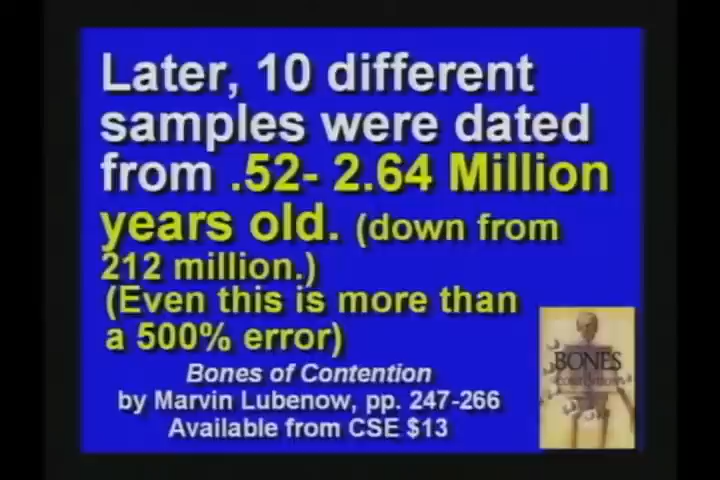 Later, 10 different
samples were dated
from .52- 2.64 Million
years old. (down from
212 million.)
(Even this is more than
a 500% error)
Bones of Contention
by Marvin Lubenow, pp. 247-266
Available from CSE $13
BONES